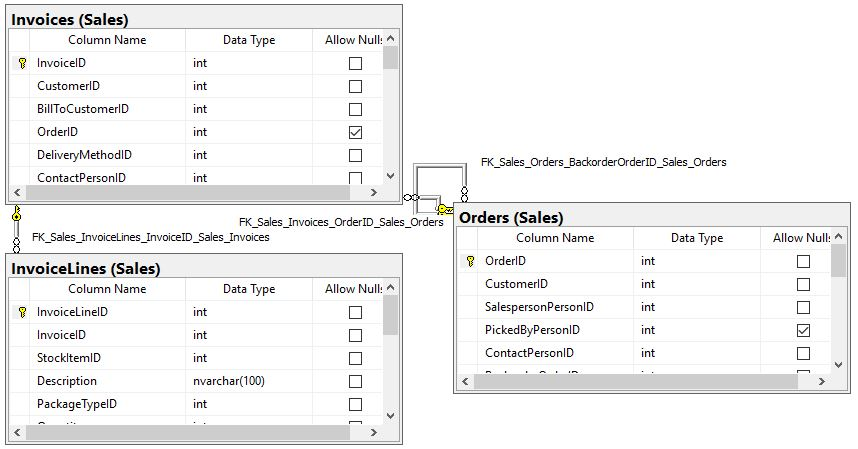 Invoices (Sales)
Column Name Data Type Allow Nulls
InvoiceID int
CustomerID int
BillToCustomerID int
OrderID int
DeliveryMethodID int
ContactPersonID int
FK_Sales_Orders_BackorderOrderID_Sales_Orders
FK_Sales_Invoices_OrderID_Sales_Orders
FK_Sales_InvoiceLines_InvoiceID_Sales_Invoices
Orders (Sales)
Column Name Data Type Allow Nulls
OrderID int
CustomerID int
SalespersonPersonID int
PickedByPersonID int
ContactPersonID int
InvoiceLines (Sales)
Column Name Data Type Allow Nulls
InvoiceLineID int
InvoiceID int
StockItemID int
Description nvarchar(100)
PackageTypeID int